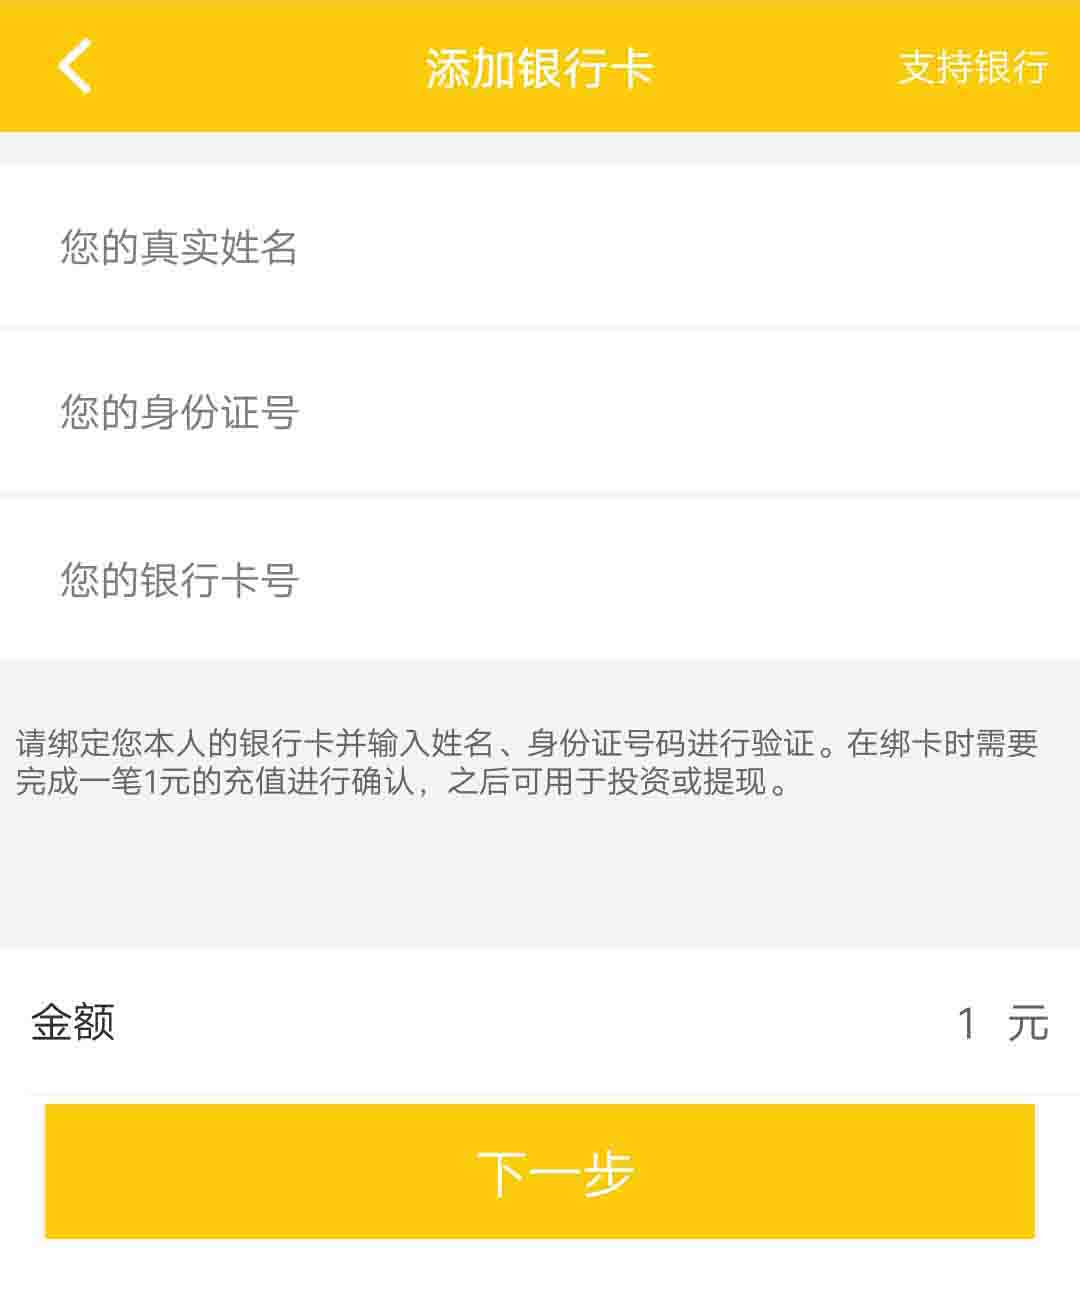 添加银行卡
支持银行
您的真实姓名
您的身份证号
您的银行卡号
请绑定您本人的银行卡并输入姓名、身份证号码进行验证。在绑卡时需要
完成一笔1元的充值进行确认，之后可用于投资或提现。
金额 1 元
下一步